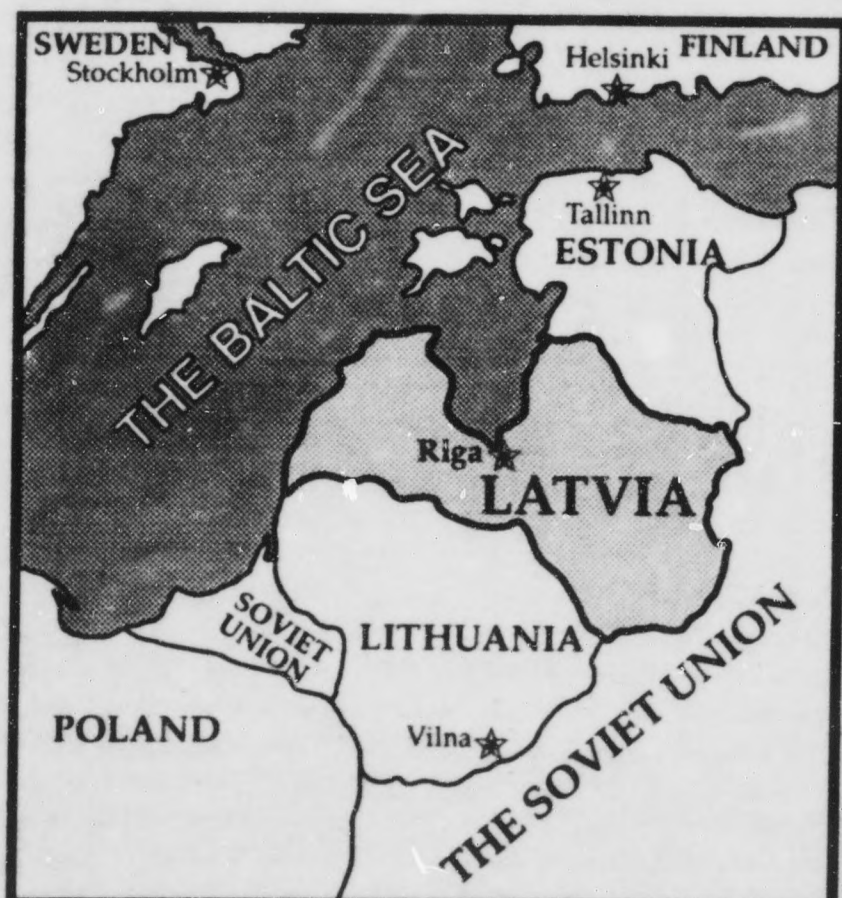 SWEDEN
Stockholm
Helsinki
FINLAND
THE BALTIC SEA
Tallinn
ESTONIA
Riga
LATVIA
SOVIET
UNION
LITHUANIA
POLAND
Vilna
THE SOVIET UNION